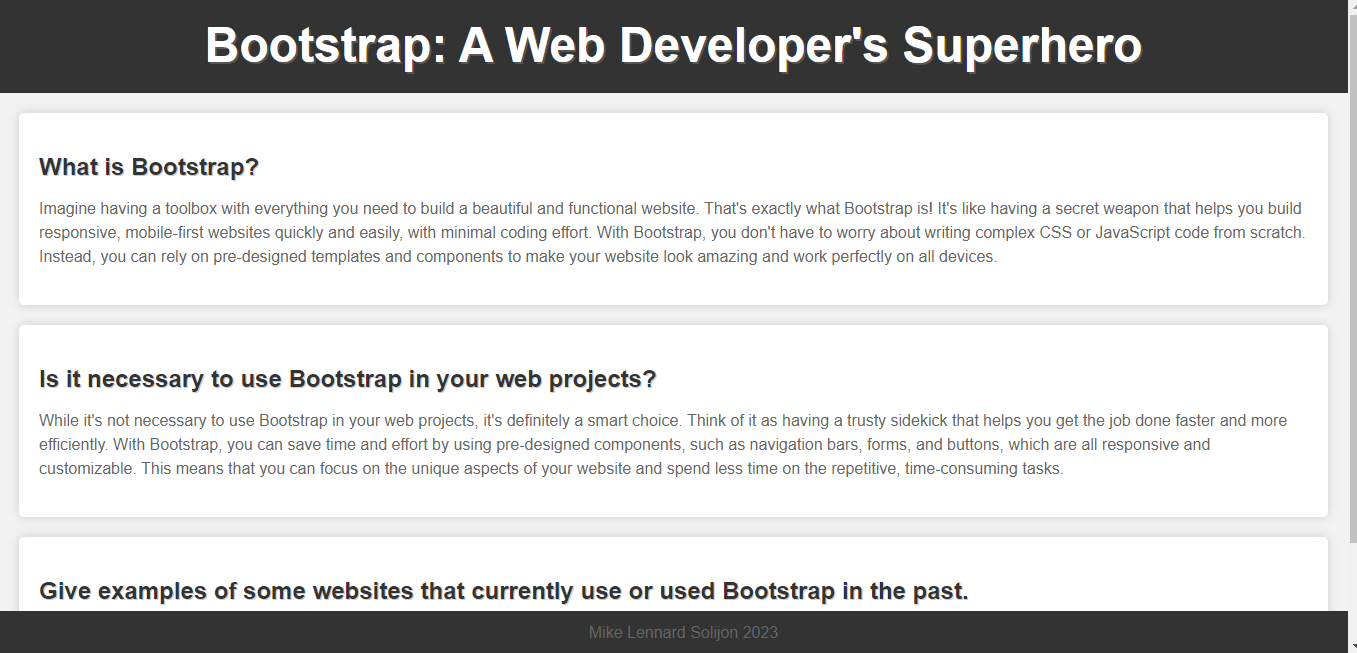 Bootstrap: A Web Developer's Superhero
What is Bootstrap?
Imagine having a toolbox with everything you need to build a beautiful and functional website. That's exactly what Bootstrap is! It's like having a secret weapon that helps you build
responsive, mobile-first websites quickly and easily, with minimal coding effort. With Bootstrap, you don't have to worry about writing complex CSS or JavaScript code from scratch.
Instead, you can rely on pre-designed templates and components to make your website look amazing and work perfectly on all devices.
Is it necessary to use Bootstrap in your web projects?
While it's not necessary to use Bootstrap in your web projects, it's definitely a smart choice. Think of it as having a trusty sidekick that helps you get the job done faster and more
efficiently. With Bootstrap, you can save time and effort by using pre-designed components, such as navigation bars, forms, and buttons, which are all responsive and
customizable. This means that you can focus on the unique aspects of your website and spend less time on the repetitive, time-consuming tasks.
Give examples of some websites that currently use or used Bootstrap in the past.
Mike Lennard Solijon 2023